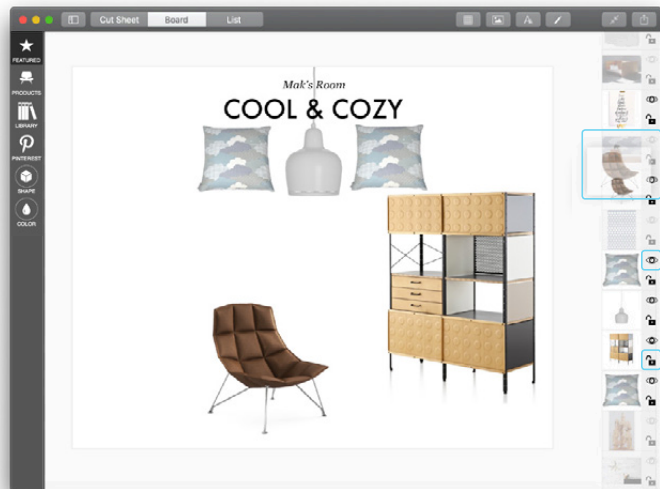 Cut Sheet Board List
FEATURED
PRODUCTS
LIBRARY
PINTEREST
SHAPE
COLOR
Mak's Room
COOL & COZY